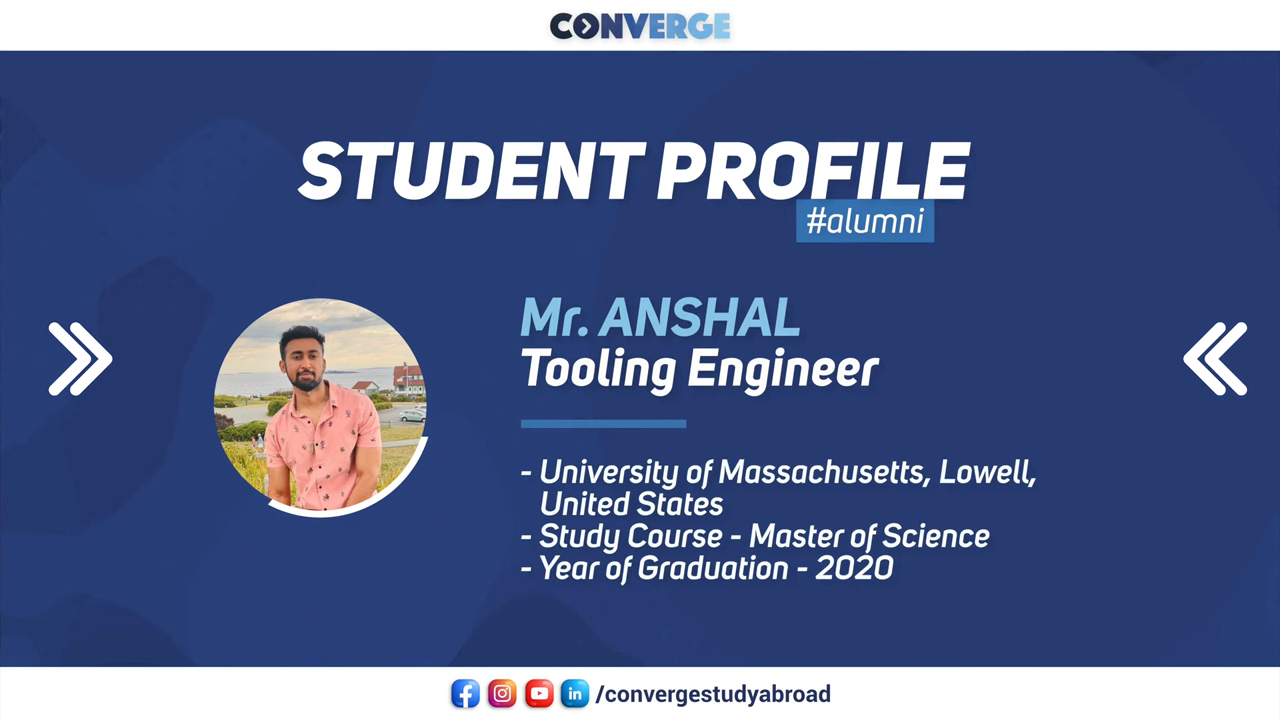 CONVERGE
STUDENT PROFILE
#alumni
Mr. ANSHAL
Tooling Engineer
- University of Massachusetts, Lowell,
United States
- Study Course - Master of Science
- Year of Graduation - 2020
/convergestudyabroad